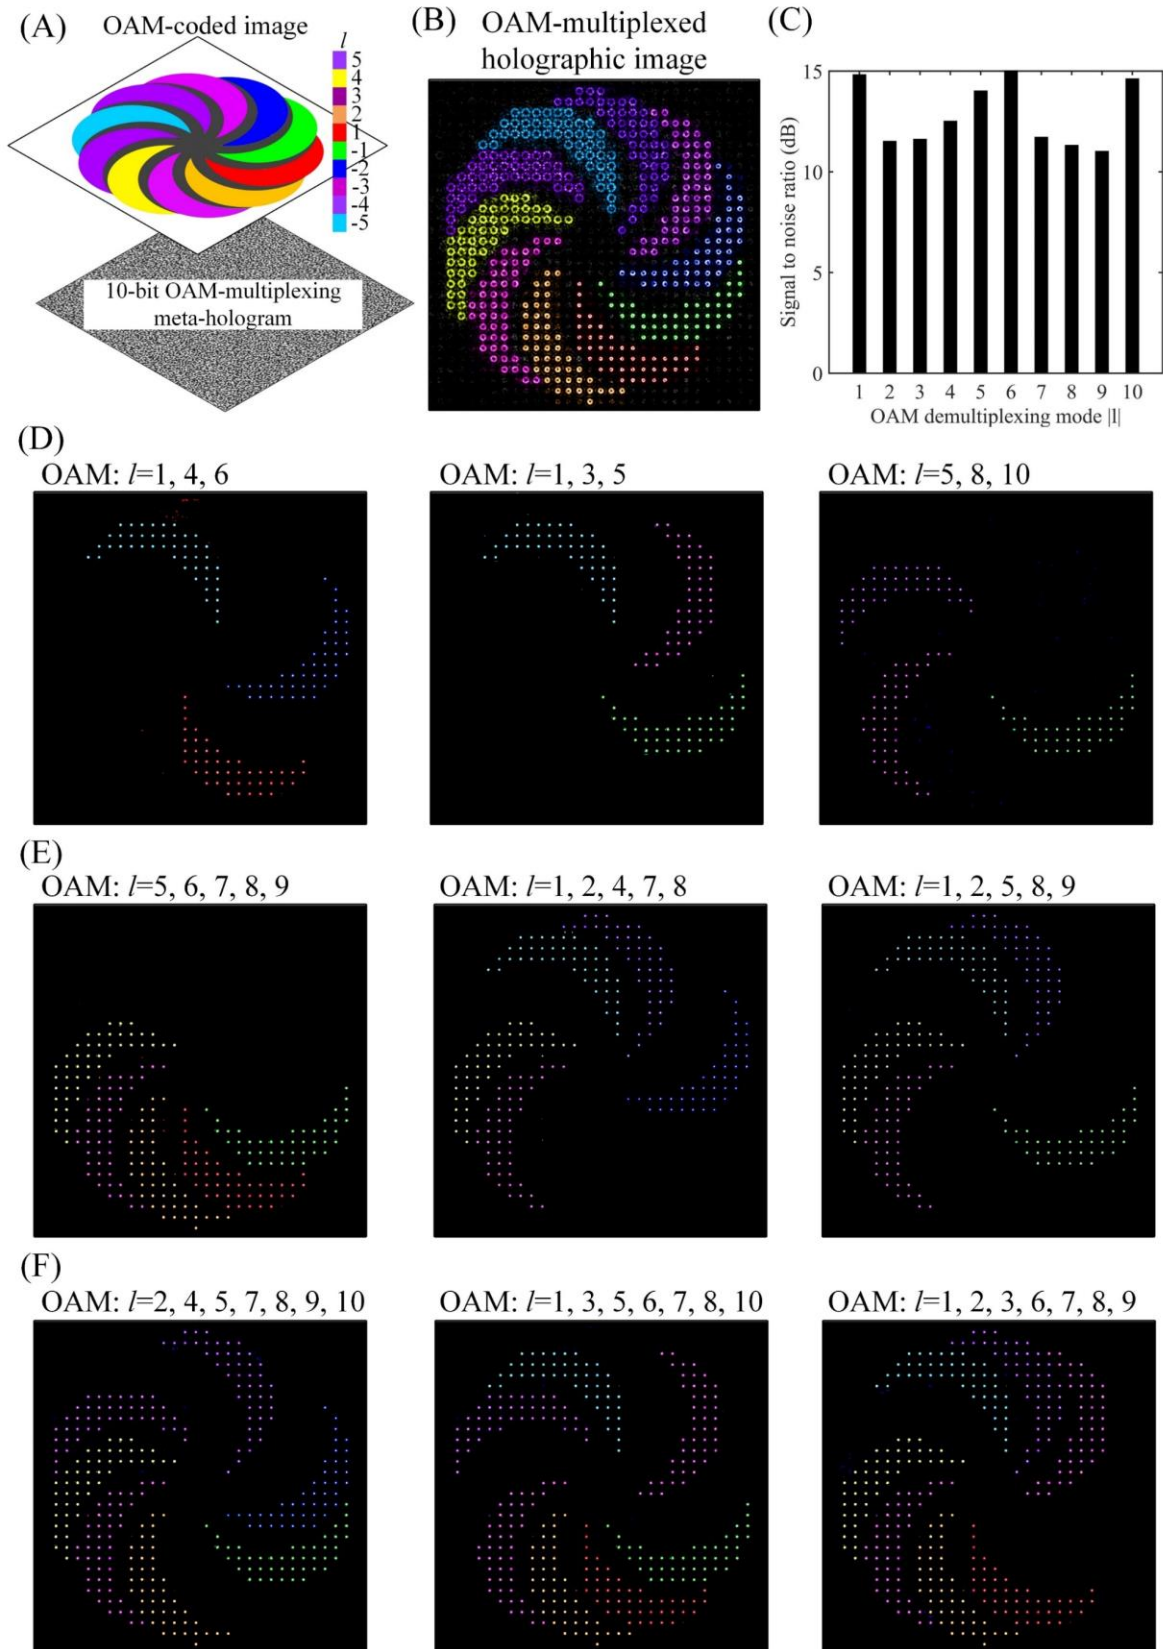 (A)
OAM-coded image
l
5
4
3
2
1
-1
-2
-3
-4
-5
10-bit OAM-multiplexing
meta-hologram
(B)
OAM-multiplexed
holographic image
(C)
Signal to noise ratio (dB)
15
10
5
0
1 2 3 4 5 6 7 8 9 10
OAM demultiplexing mode |l|
(D)
OAM: l=1, 4, 6
OAM: l=1, 3, 5
OAM: l=5, 8, 10
(E)
OAM: l=5, 6, 7, 8, 9
OAM: l=1, 2, 4, 7, 8
OAM: l=1, 2, 5, 8, 9
(F)
OAM: l=2, 4, 5, 7, 8, 9, 10
OAM: l=1, 3, 5, 6, 7, 8, 10
OAM: l=1, 2, 3, 6, 7, 8, 9